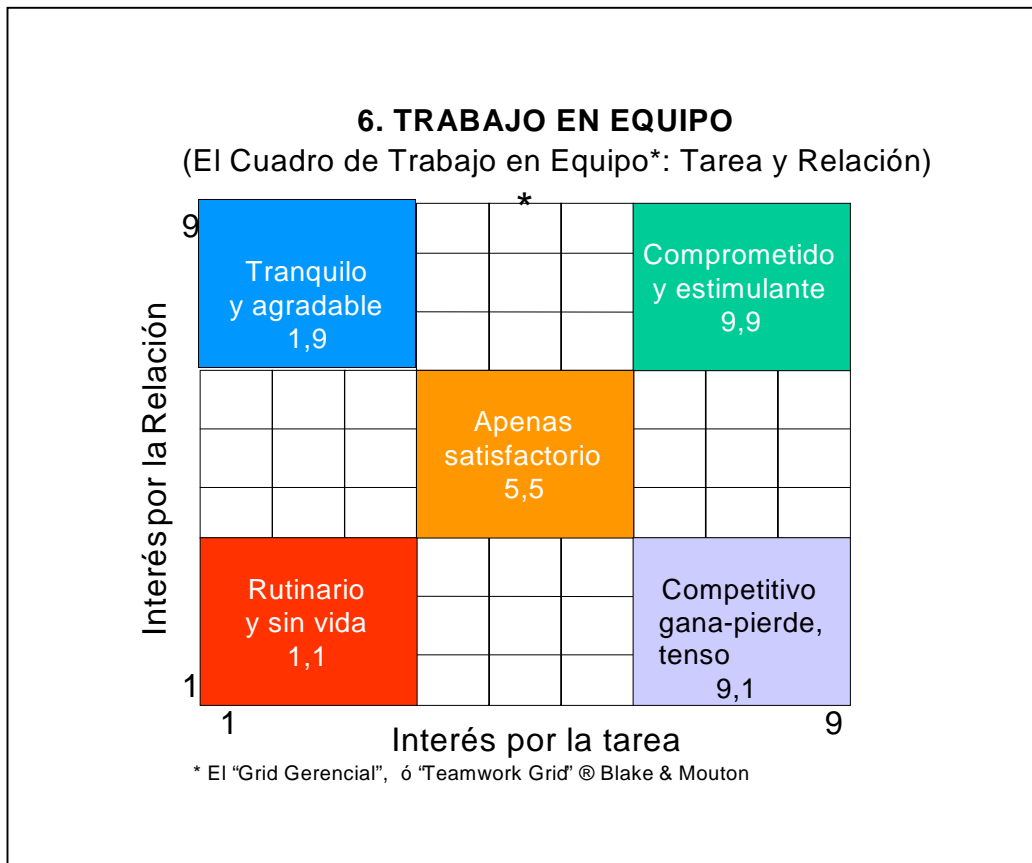 6. TRABAJO EN EQUIPO
(El Cuadro de Trabajo en Equipo*: Tarea y Relación)
*
9
Tranquilo
y agradable
1,9
Comprometido
y estimulante
9,9
Interés por la Relación
Apenas
satisfactorio
5,5
Rutinario
y sin vida
1,1
Competitivo
gana-pierde,
tenso
9,1
1
1
9
Interés por la tarea
* El “Grid Gerencial”, ó “Teamwork Grid” ® Blake & Mouton